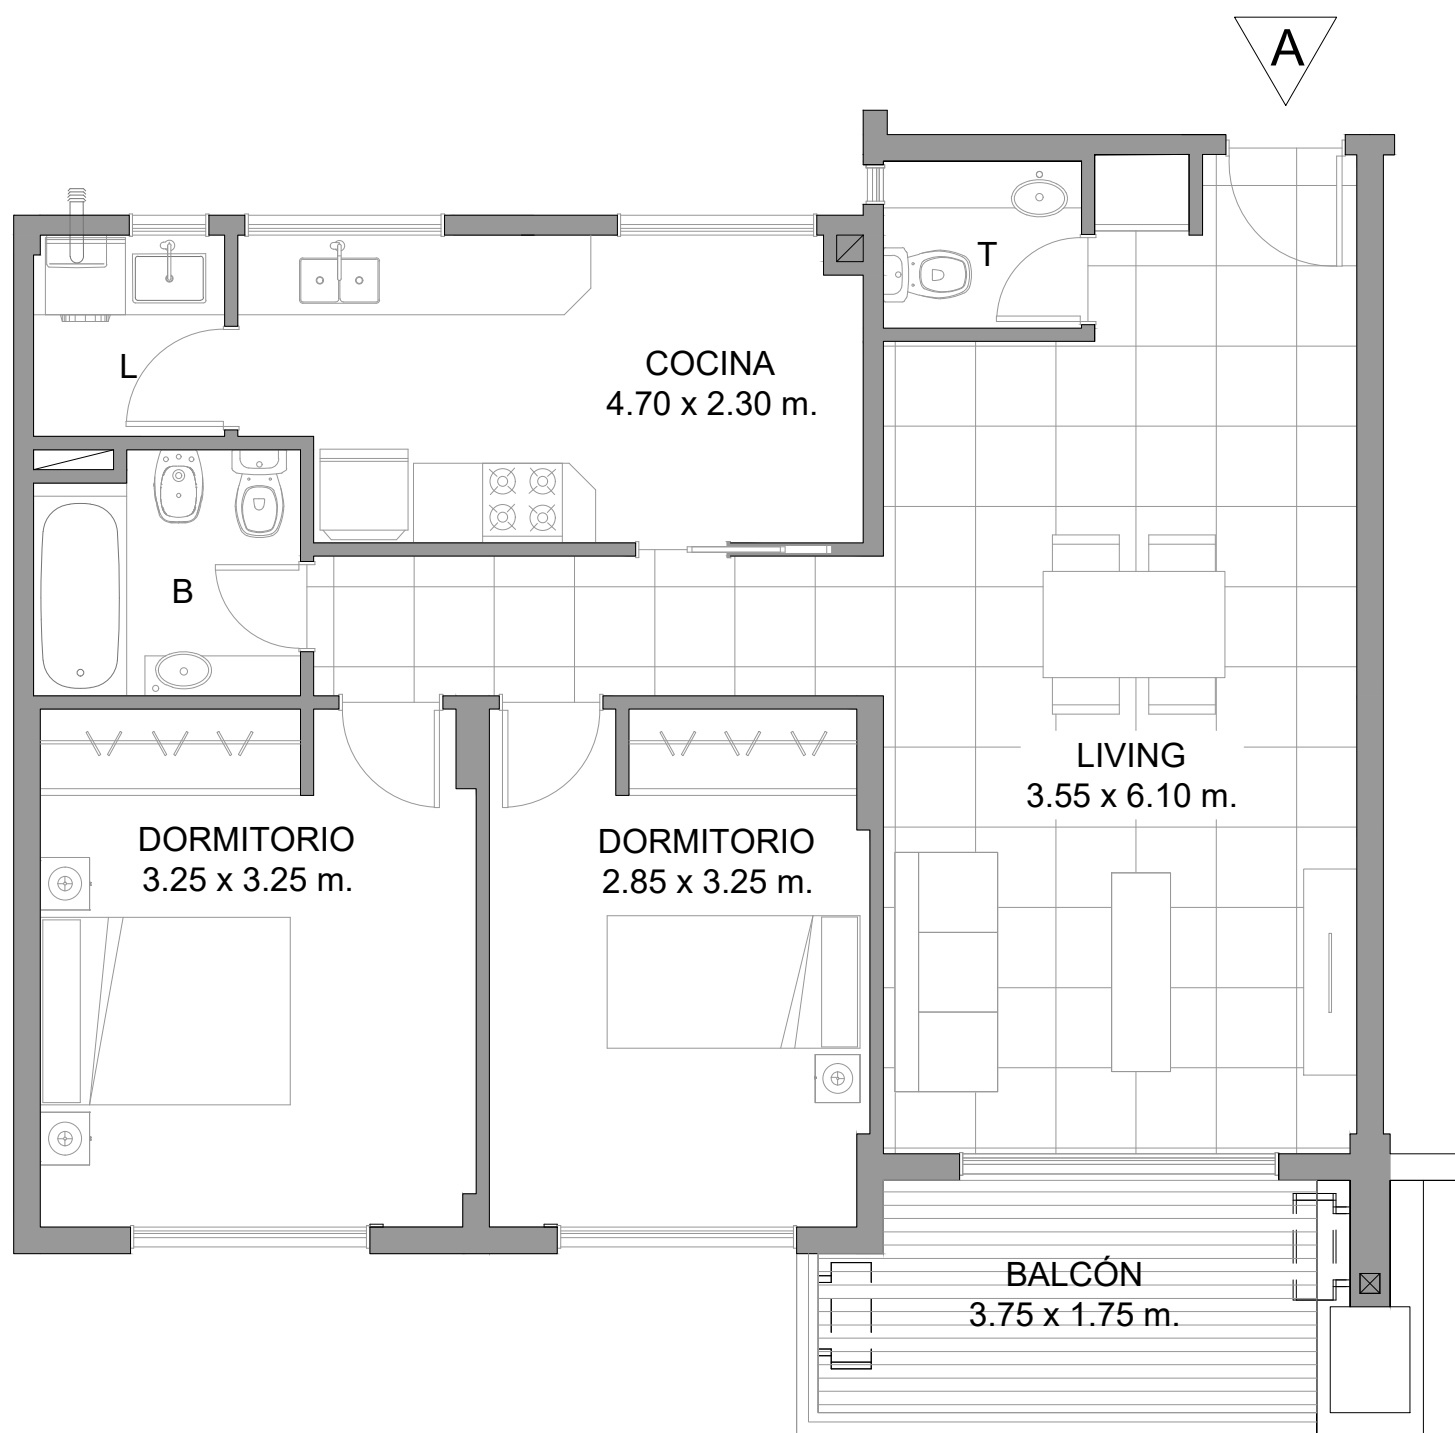 A
T
L
COCINA
4.70 x 2.30 m.
B
LIVING
3.55 x 6.10 m.
DORMITORIO
3.25 x 3.25 m.
DORMITORIO
2.85 x 3.25 m.
BALCÓN
3.75 x 1.75 m.